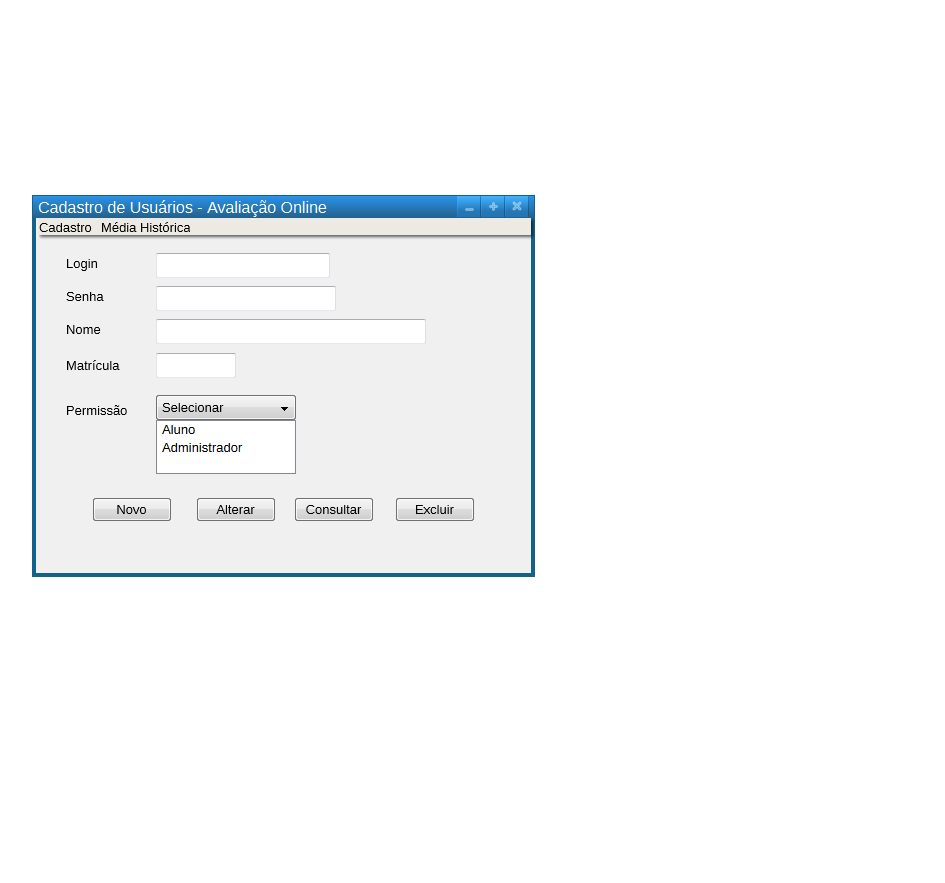 Cadastro de Usuários - Avaliação Online
Cadastro Média Histórica
Login
Senha
Nome
Matrícula
Permissão Selecionar
Aluno
Administrador
Novo Alterar Consultar Excluir